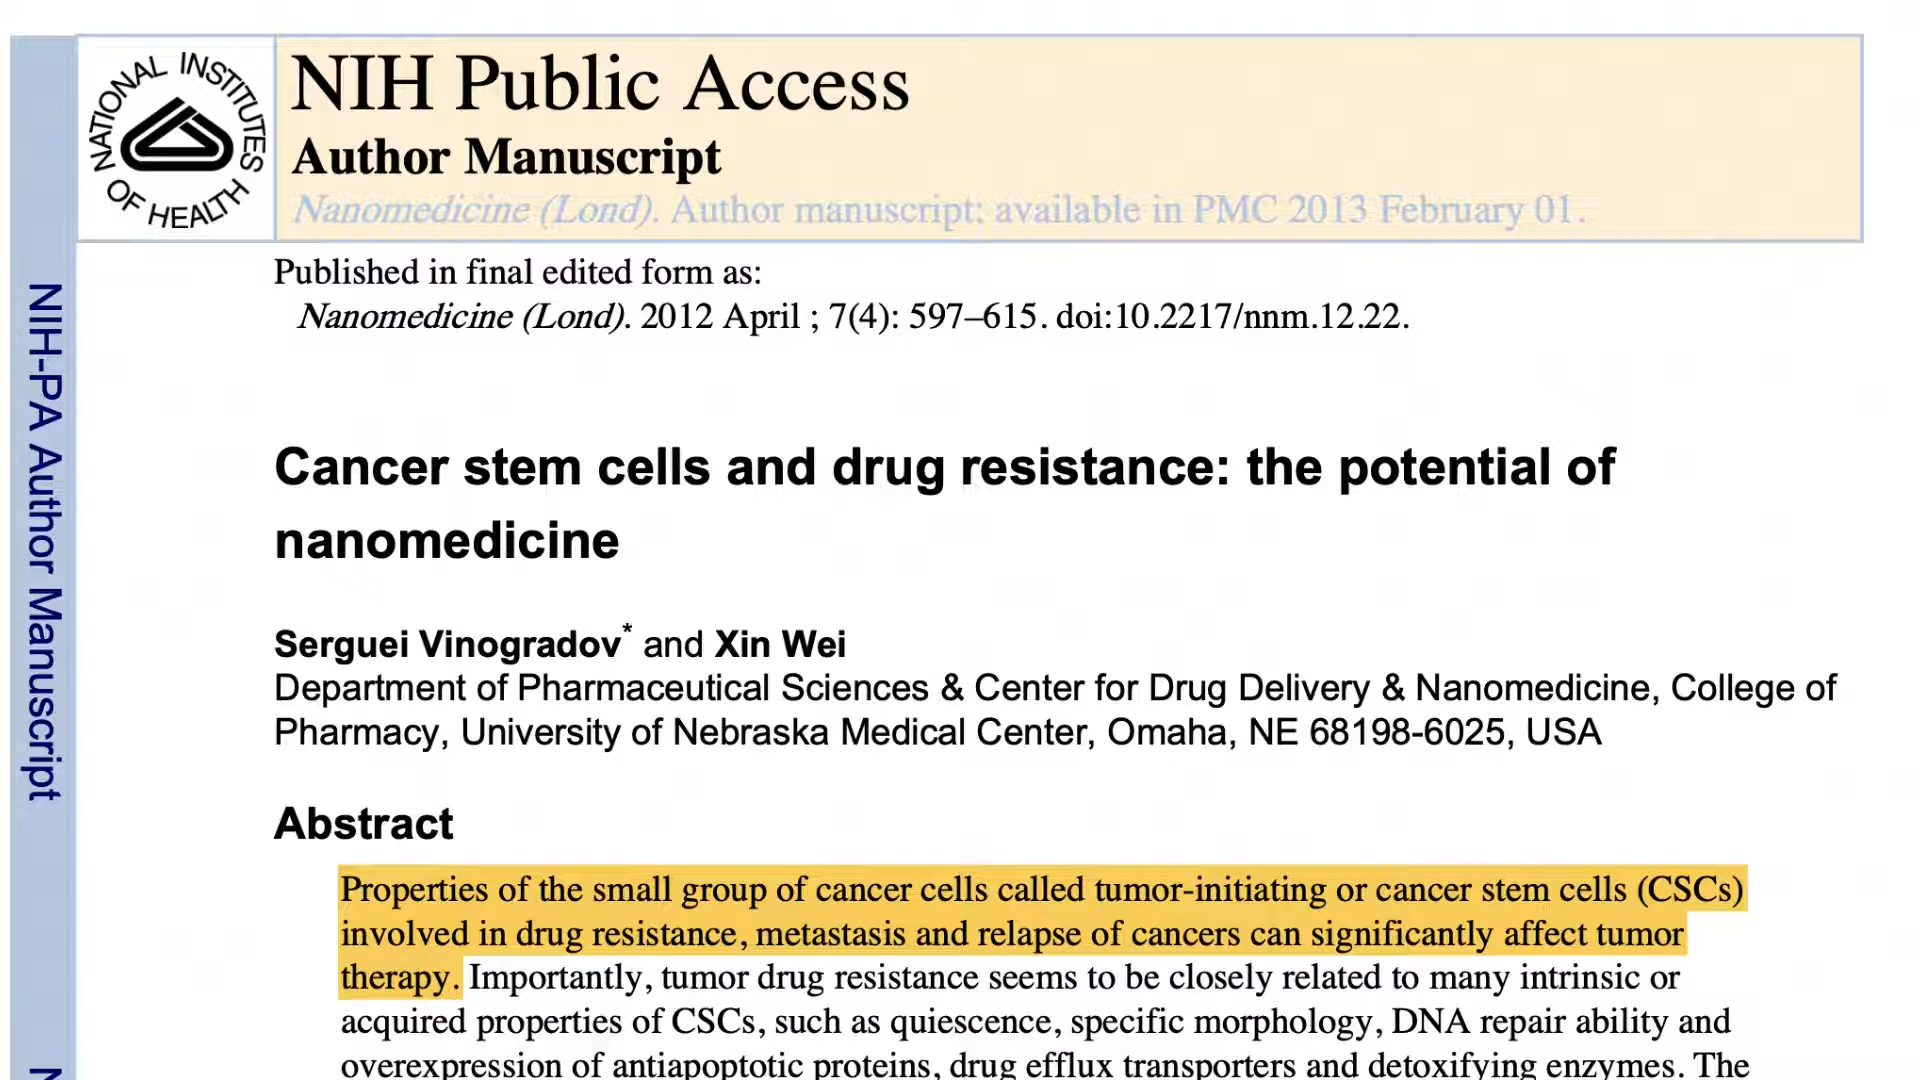 NATIONAL INSTITUTES OF HEALTH
NIH Public Access
Author Manuscript
Nanomedicine (Lond). Author manuscript; available in PMC 2013 February 01.
Published in final edited form as:
Nanomedicine (Lond). 2012 April ; 7(4): 597–615. doi:10.2217/nnm.12.22.
NIH-PA Author Manuscript
Cancer stem cells and drug resistance: the potential of
nanomedicine
Serguei Vinogradov* and Xin Wei
Department of Pharmaceutical Sciences & Center for Drug Delivery & Nanomedicine, College of
Pharmacy, University of Nebraska Medical Center, Omaha, NE 68198-6025, USA
Abstract
Properties of the small group of cancer cells called tumor-initiating or cancer stem cells (CSCs)
involved in drug resistance, metastasis and relapse of cancers can significantly affect tumor
therapy. Importantly, tumor drug resistance seems to be closely related to many intrinsic or
acquired properties of CSCs, such as quiescence, specific morphology, DNA repair ability and
overexpression of antiapoptotic proteins, drug efflux transporters and detoxifying enzymes. The